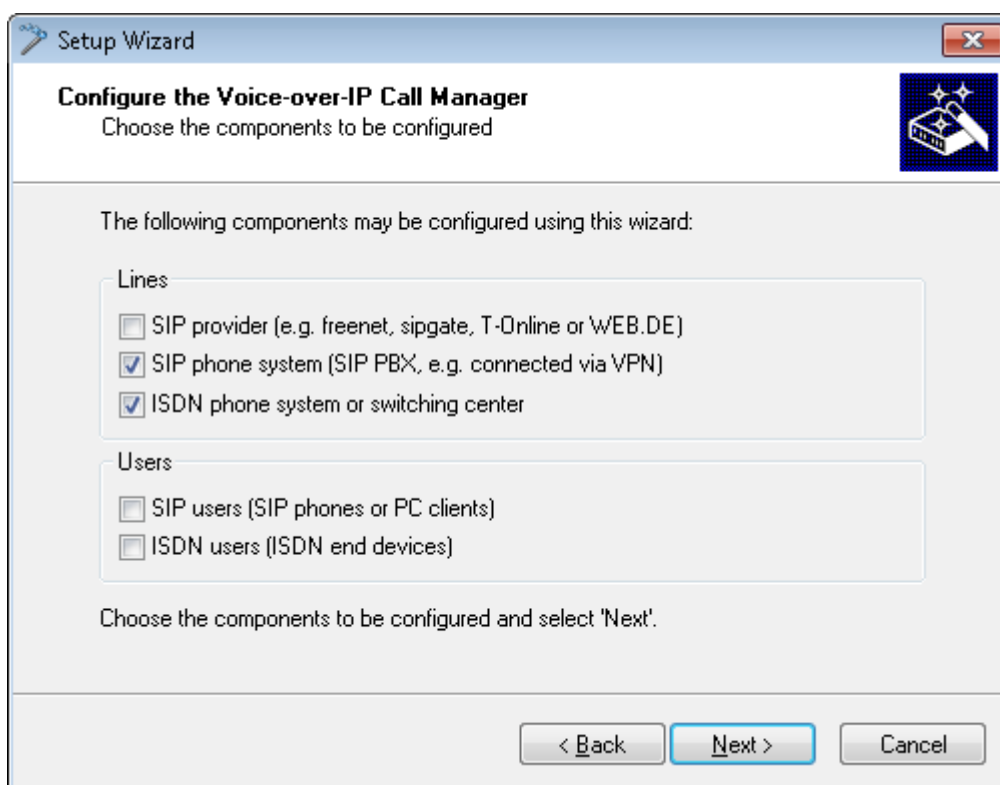 Setup Wizard
Configure the Voice-over-IP Call Manager
Choose the components to be configured
The following components may be configured using this wizard:
Lines
SIP provider (e.g. freenet, sipgate, T-Online or WEB.DE)
SIP phone system (SIP PBX, e.g. connected via VPN)
ISDN phone system or switching center
Users
SIP users (SIP phones or PC clients)
ISDN users (ISDN end devices)
Choose the components to be configured and select 'Next'.
< Back Next > Cancel